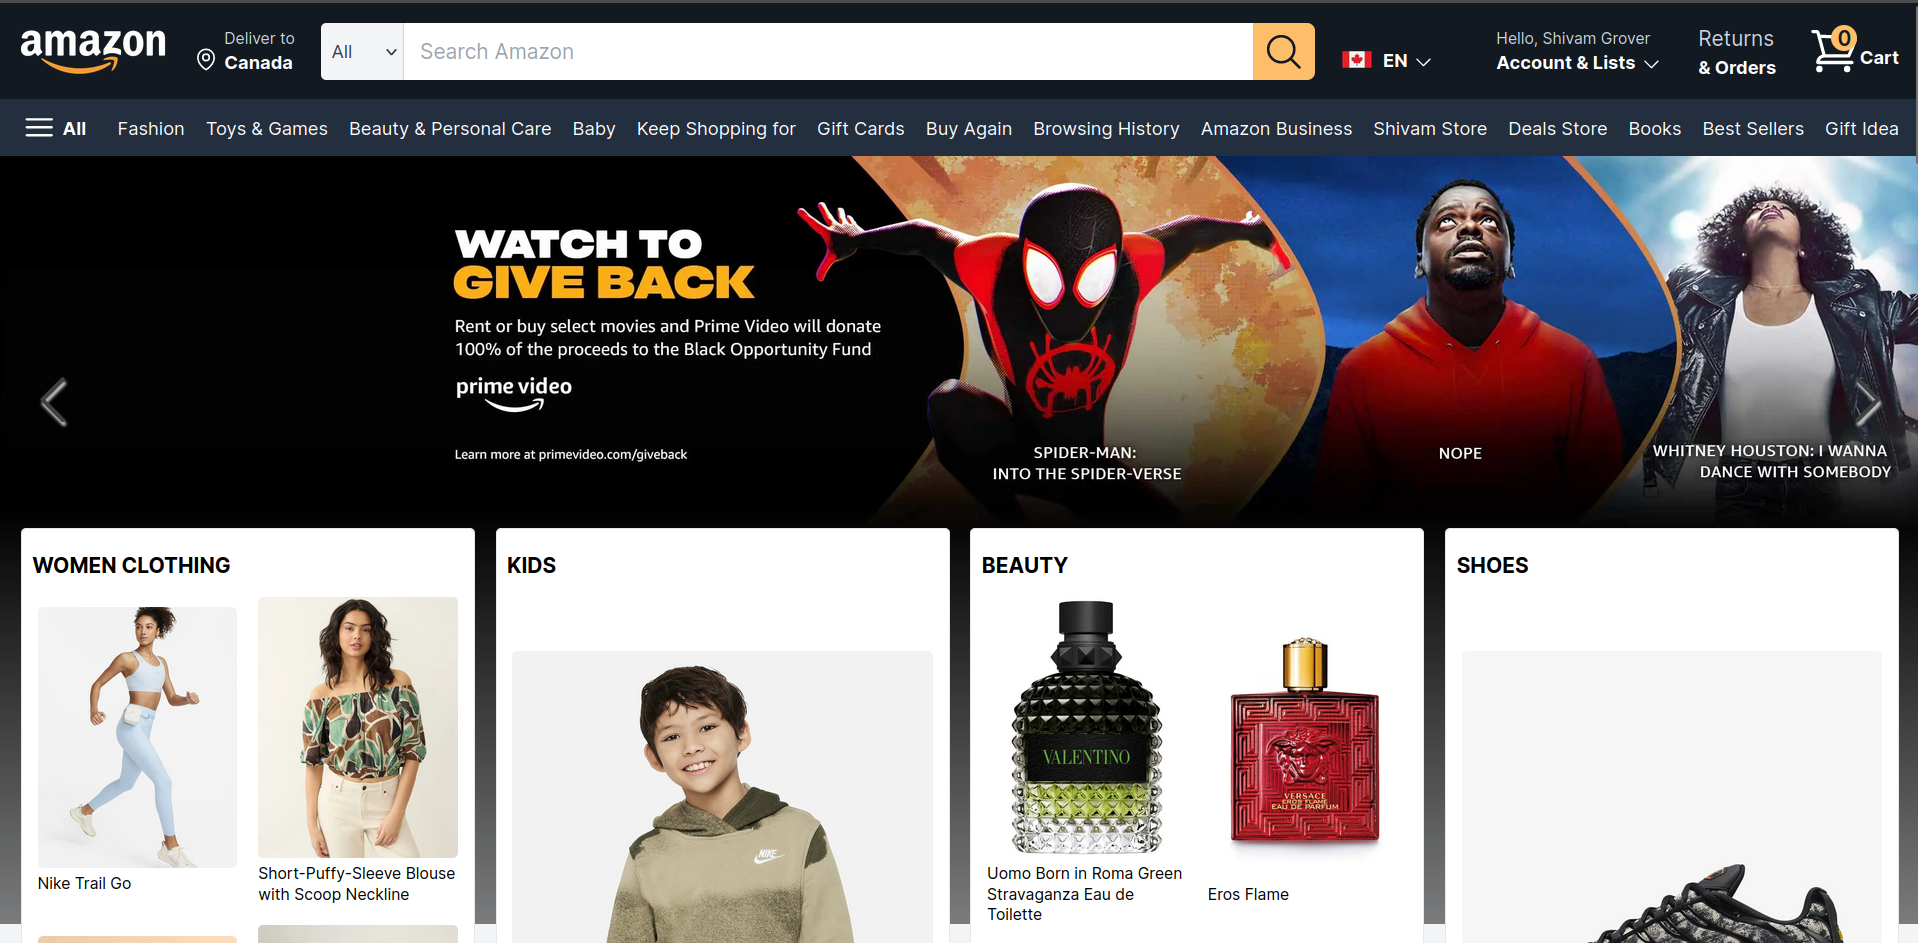 amazon
Deliver to
Canada
All
Search Amazon
EN
Hello, Shivam Grover
Account & Lists
Returns
& Orders
0
Cart
All
Fashion
Toys & Games
Beauty & Personal Care
Baby
Keep Shopping for
Gift Cards
Buy Again
Browsing History
Amazon Business
Shivam Store
Deals Store
Books
Best Sellers
Gift Idea
WATCH TO
GIVE BACK
Rent or buy select movies and Prime Video will donate
100% of the proceeds to the Black Opportunity Fund
prime video
Learn more at primevideo.com/giveback
SPIDER-MAN:
INTO THE SPIDER-VERSE
NOPE
WHITNEY HOUSTON: I WANNA
DANCE WITH SOMEBODY
WOMEN CLOTHING
Nike Trail Go
Short-Puffy-Sleeve Blouse
with Scoop Neckline
KIDS
NIKE
BEAUTY
VALENTINO
Uomo Born in Roma Green
Stravaganza Eau de
Toilette
VERSACE
EROS FLAME
EAU DE PARFUM
Eros Flame
SHOES